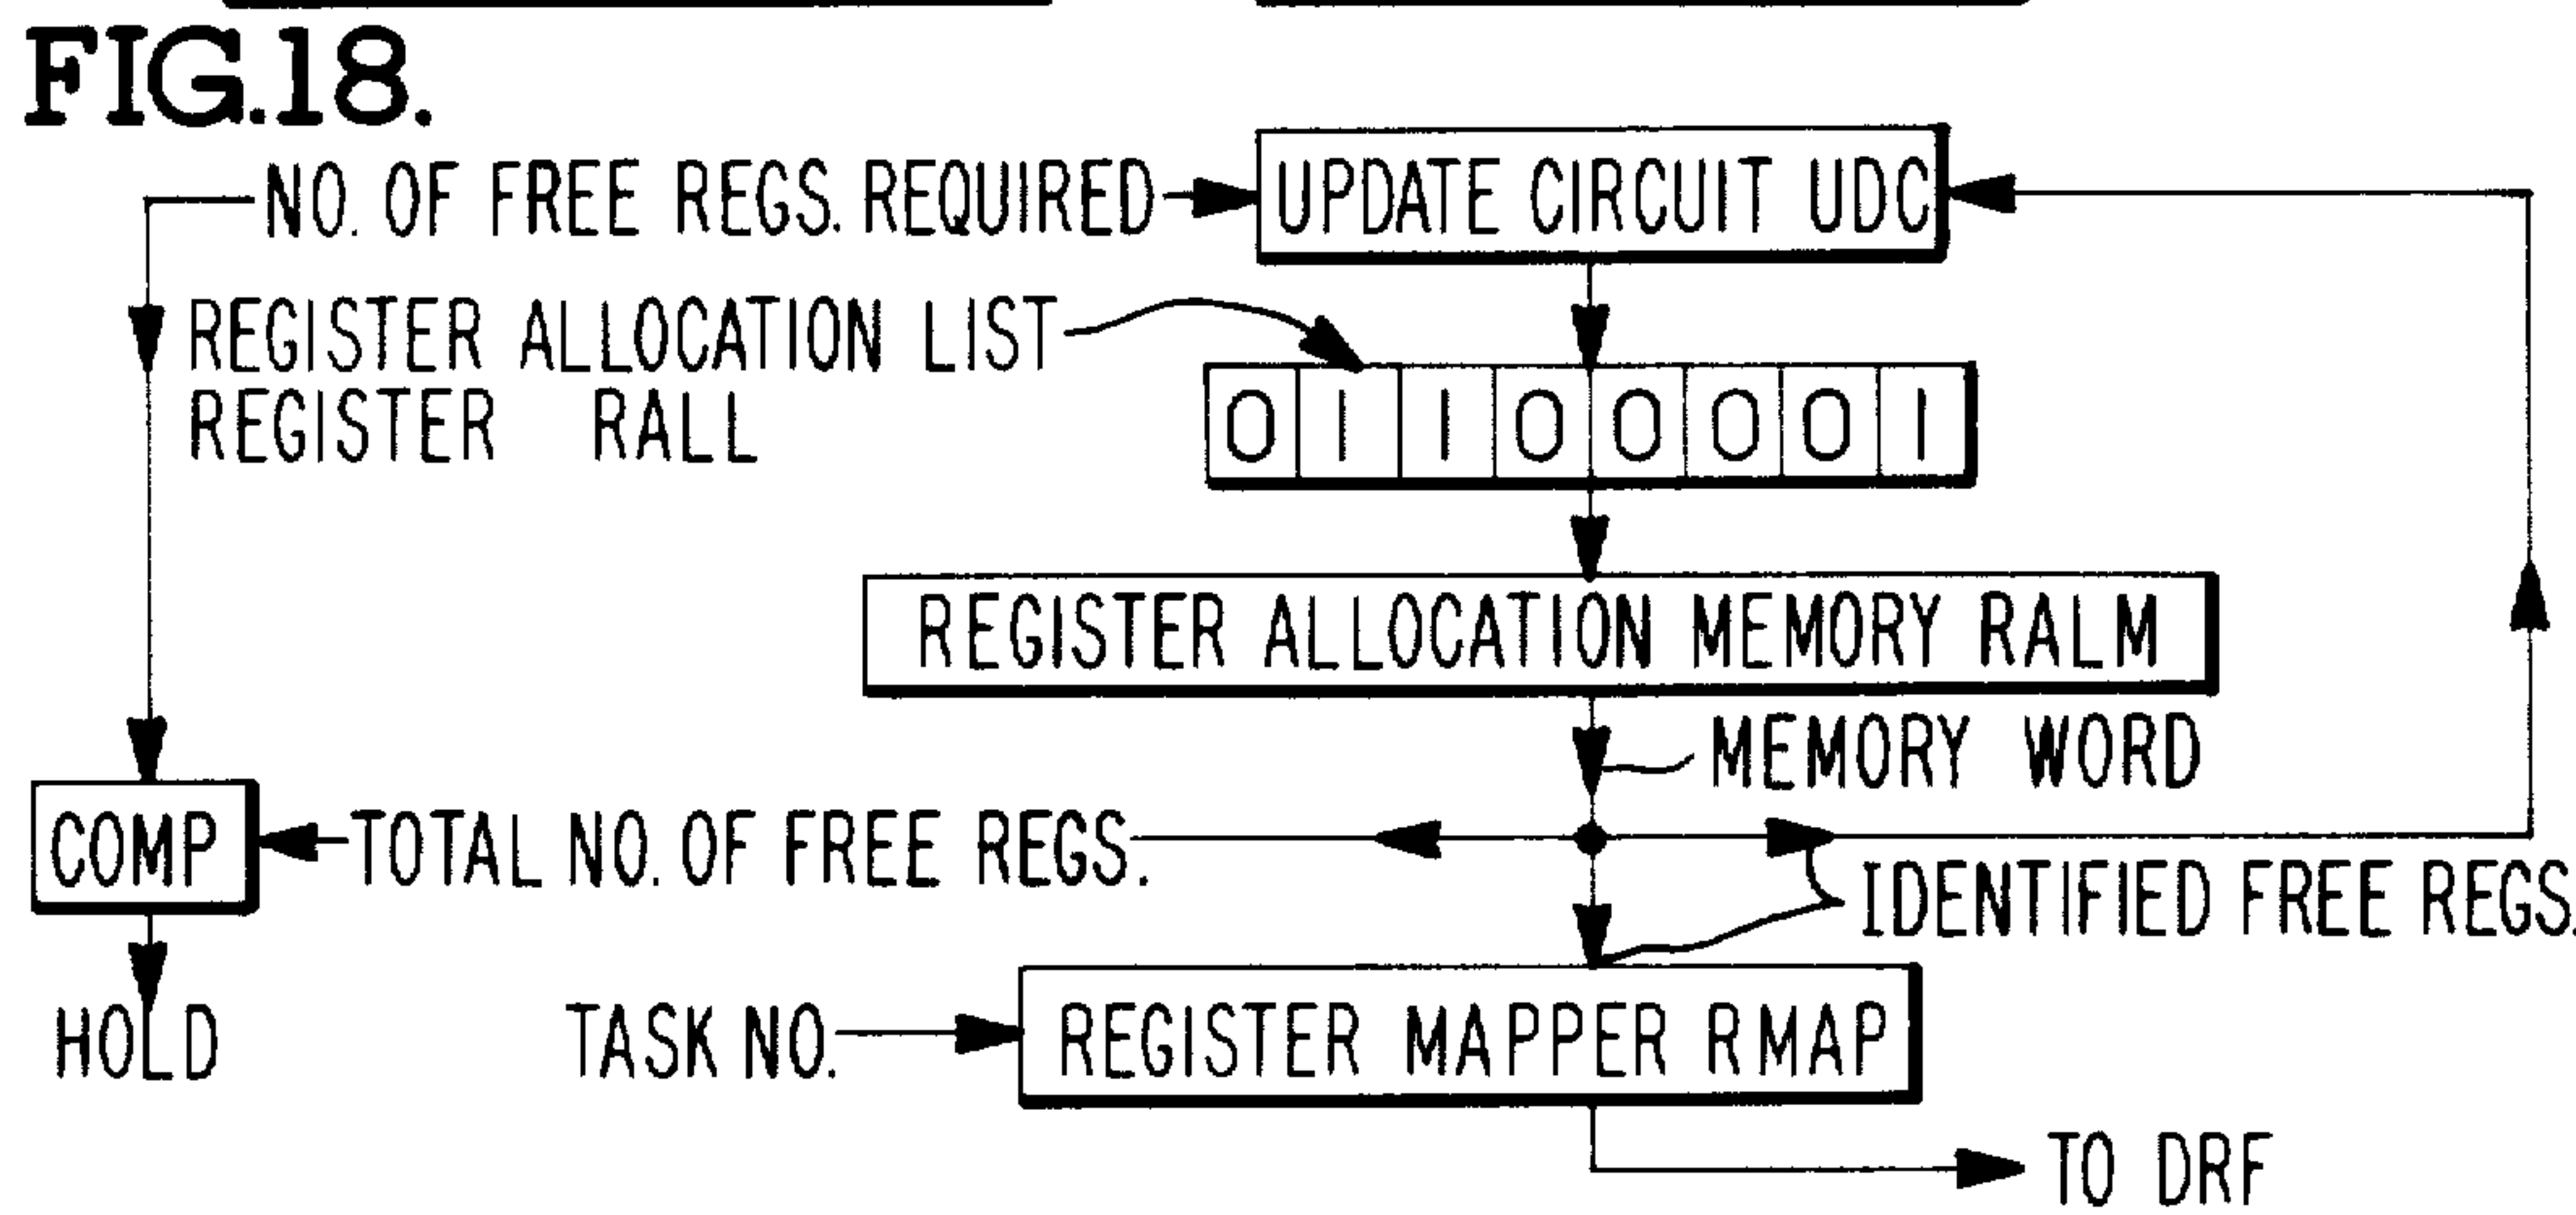 FIG.18.
NO. OF FREE REGS. REQUIRED
UPDATE CIRCUIT UDC
REGISTER ALLOCATION LIST
REGISTER RALL
0 1 1 0 0 0 0 1
REGISTER ALLOCATION MEMORY RALM
MEMORY WORD
COMP
TOTAL NO. OF FREE REGS.
IDENTIFIED FREE REGS.
HOLD
TASK NO.
REGISTER MAPPER RMAP
TO DRF